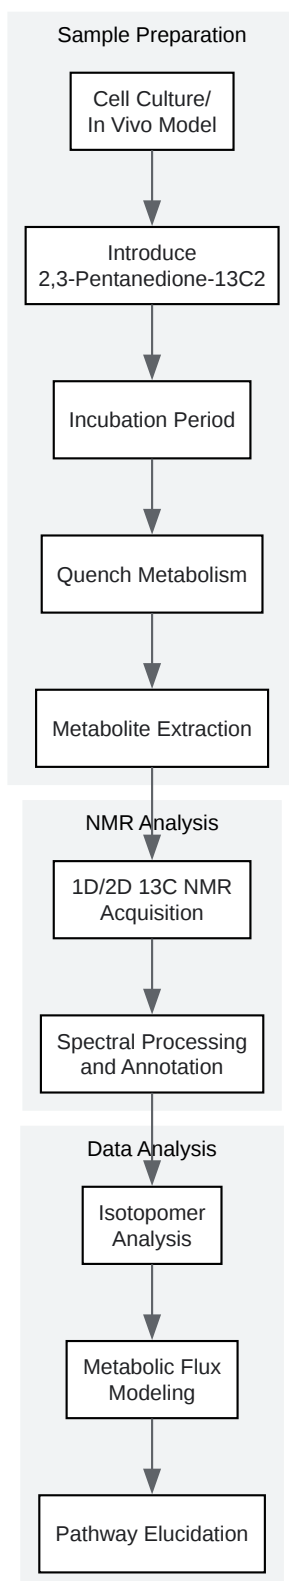 Sample Preparation
Cell Culture/
In Vivo Model
Introduce
2,3-Pentanedione-13C2
Incubation Period
Quench Metabolism
Metabolite Extraction
NMR Analysis
1D/2D 13C NMR
Acquisition
Spectral Processing
and Annotation
Data Analysis
Isotopomer
Analysis
Metabolic Flux
Modeling
Pathway Elucidation